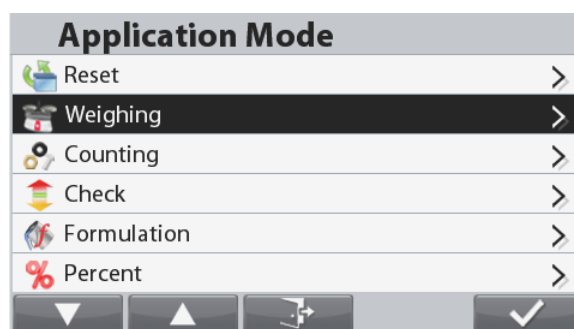 Application Mode
Reset
Weighing
Counting
Check
Formulation
Percent